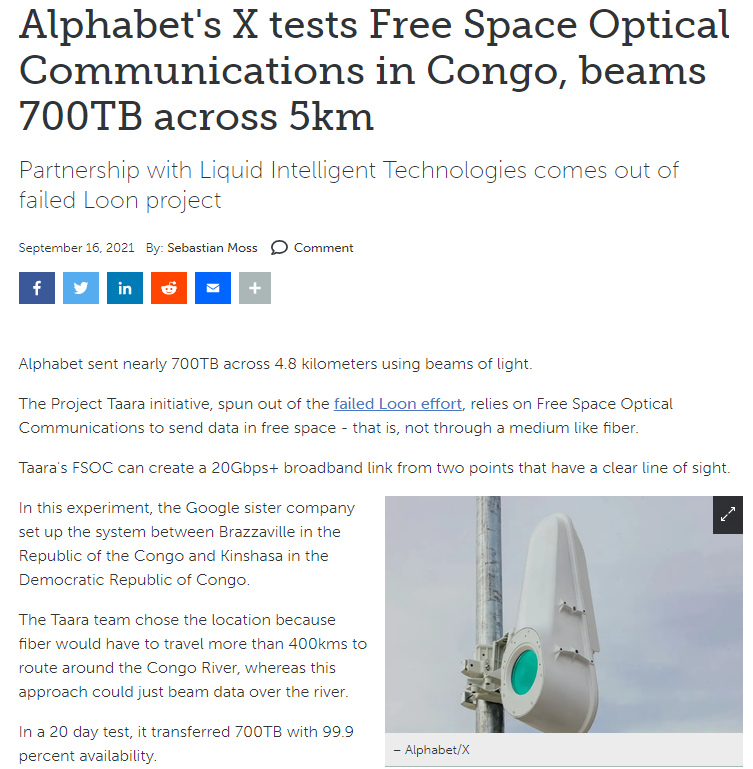 Alphabet's X tests Free Space Optical
Communications in Congo, beams
700TB across 5km
Partnership with Liquid Intelligent Technologies comes out of
failed Loon project
September 16, 2021 By: Sebastian Moss Comment
Alphabet sent nearly 700TB across 4.8 kilometers using beams of light.
The Project Taara initiative, spun out of the failed Loon effort, relies on Free Space Optical
Communications to send data in free space - that is, not through a medium like fiber.
Taara's FSOC can create a 20Gbps+ broadband link from two points that have a clear line of sight.
In this experiment, the Google sister company
set up the system between Brazzaville in the
Republic of the Congo and Kinshasa in the
Democratic Republic of Congo.
The Taara team chose the location because
fiber would have to travel more than 400kms to
route around the Congo River, whereas this
approach could just beam data over the river.
In a 20 day test, it transferred 700TB with 99.9
percent availability.
– Alphabet/X